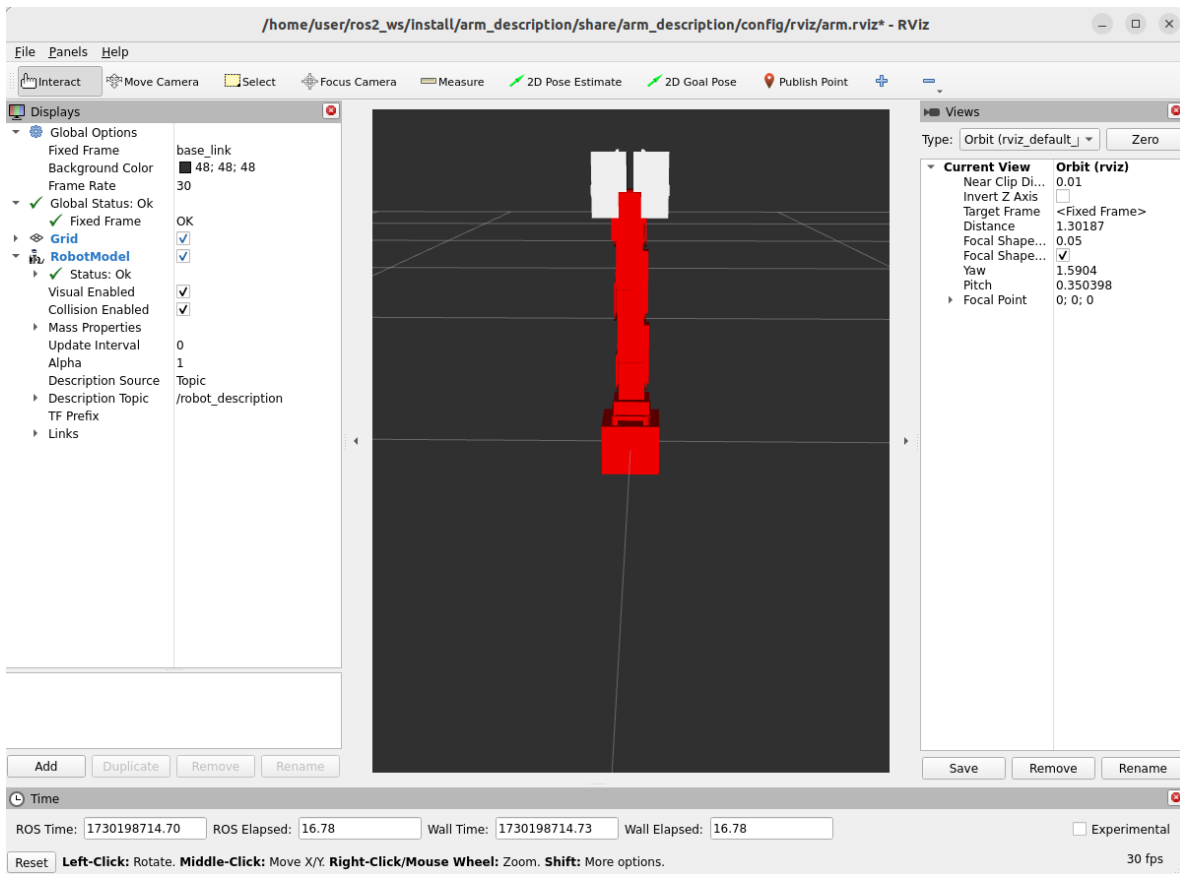 /home/user/ros2_ws/install/arm_description/share/arm_description/config/rviz/arm.rviz* - RViz
File Panels Help
Interact Move Camera Select Focus Camera Measure 2D Pose Estimate 2D Goal Pose Publish Point
Displays
Global Options
Fixed Frame base_link
Background Color 48; 48; 48
Frame Rate 30
Global Status: Ok
Fixed Frame OK
Grid
RobotModel
Status: Ok
Visual Enabled
Collision Enabled
Mass Properties
Update Interval 0
Alpha 1
Description Source Topic
Description Topic /robot_description
TF Prefix
Links
Add Duplicate Remove Rename
Views
Type: Orbit (rviz_default_ Zero
Current View Orbit (rviz)
Near Clip Di... 0.01
Invert Z Axis
Target Frame <Fixed Frame>
Distance 1.30187
Focal Shape... 0.05
Focal Shape...
Yaw 1.5904
Pitch 0.350398
Focal Point 0; 0; 0
Save Remove Rename
Time
ROS Time: 1730198714.70 ROS Elapsed: 16.78 Wall Time: 1730198714.73 Wall Elapsed: 16.78 Experimental
Reset Left-Click: Rotate. Middle-Click: Move X/Y. Right-Click/Mouse Wheel: Zoom. Shift: More options. 30 fps